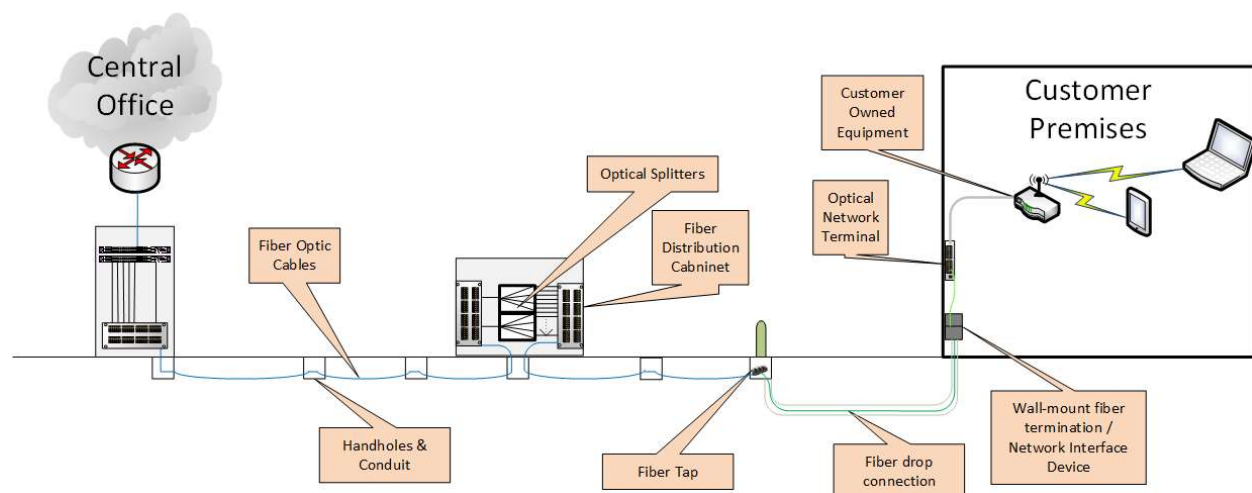 Central
Office
Customer
Owned
Equipment
Customer
Premises
Optical Splitters
Optical
Network
Terminal
Fiber Optic
Cables
Fiber
Distribution
Cabninet
Handholes &
Conduit
Fiber Tap
Fiber drop
connection
Wall-mount fiber
termination /
Network Interface
Device